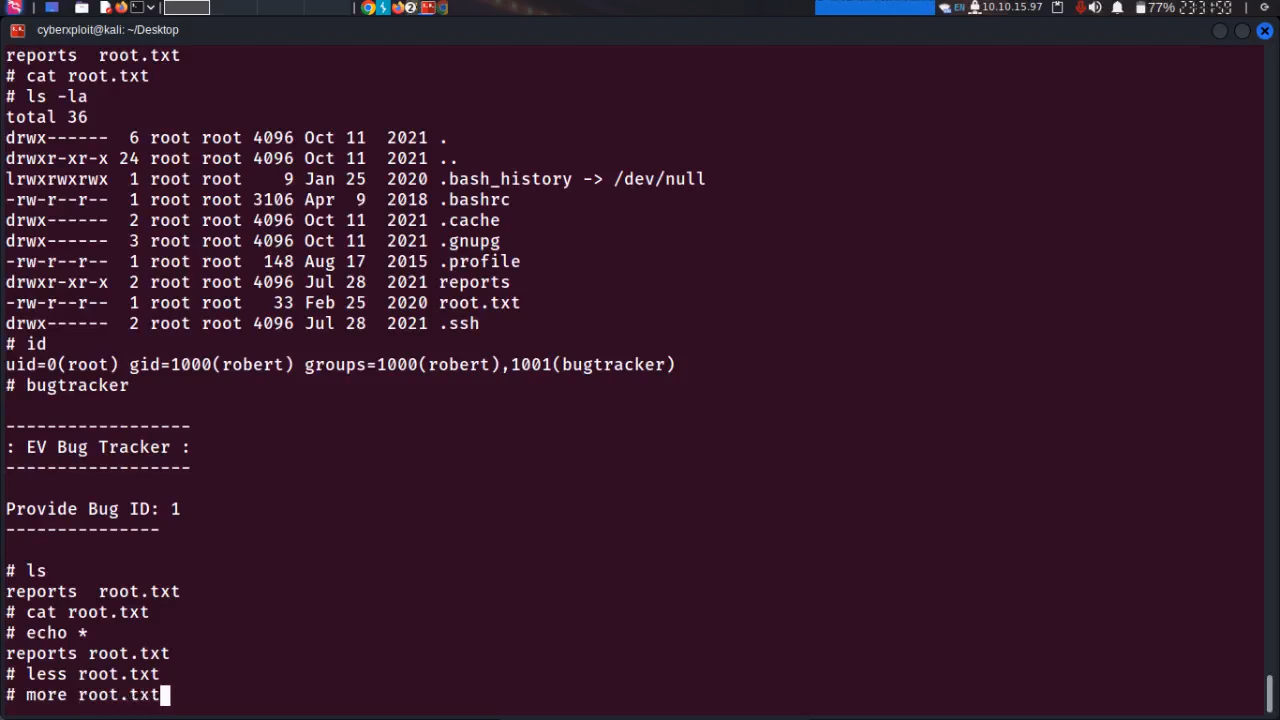 EN 10.10.15.97 77% 23:31:59
cyberxploit@kali: ~/Desktop
reports  root.txt
# cat root.txt
# ls -la
total 36
drwx------  6 root root 4096 Oct 11  2021 .
drwxr-xr-x 24 root root 4096 Oct 11  2021 ..
lrwxrwxrwx  1 root root    9 Jan 25  2020 .bash_history -> /dev/null
-rw-r--r--  1 root root 3106 Apr  9  2018 .bashrc
drwx------  2 root root 4096 Oct 11  2021 .cache
drwx------  3 root root 4096 Oct 11  2021 .gnupg
-rw-r--r--  1 root root  148 Aug 17  2015 .profile
drwxr-xr-x  2 root root 4096 Jul 28  2021 reports
-rw-r--r--  1 root root   33 Feb 25  2020 root.txt
drwx------  2 root root 4096 Jul 28  2021 .ssh
# id
uid=0(root) gid=1000(robert) groups=1000(robert),1001(bugtracker)
# bugtracker
------------------
: EV Bug Tracker :
------------------
Provide Bug ID: 1
---------------
# ls
reports  root.txt
# cat root.txt
# echo *
reports root.txt
# less root.txt
# more root.txt